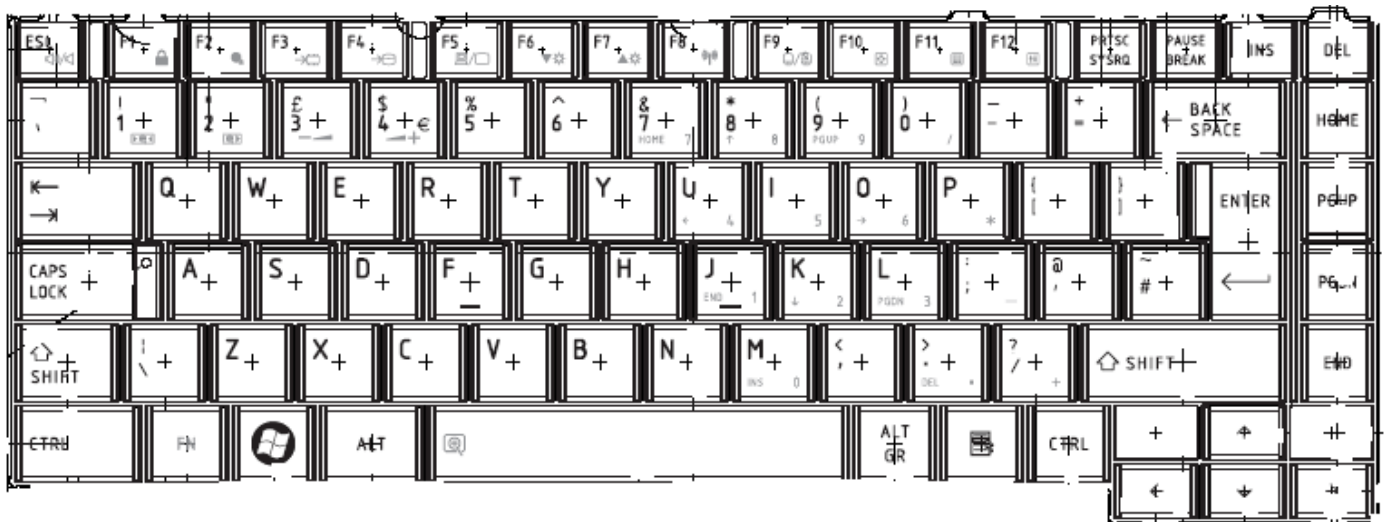 ESC F1 F2 F3 F4 F5 F6 F7 F8 F9 F10 F11 F12 PRTSC PAUSE INS DEL
SYSRQ BREAK
¬ ! " £ $ % ^ & * ( ) _ + BACK HOME
` 1 2 3 4 € 5 6 7 8 9 0 - = SPACE
HOME 7 ↑ 8 PGUP 9 /
Q W E R T Y U I O P { } ENTER PGUP
[ ]
← 4 5 → 6 *
CAPS A S D F G H J K L : @ ~
LOCK ; ' #
END 1 ↓ 2 PGDN 3 -
⇧ ¦ Z X C V B N M < > ? ⇧ SHIFT END
SHIFT \ , . /
INS 0 DEL . +
CTRL FN ALT ALT CTRL
GR